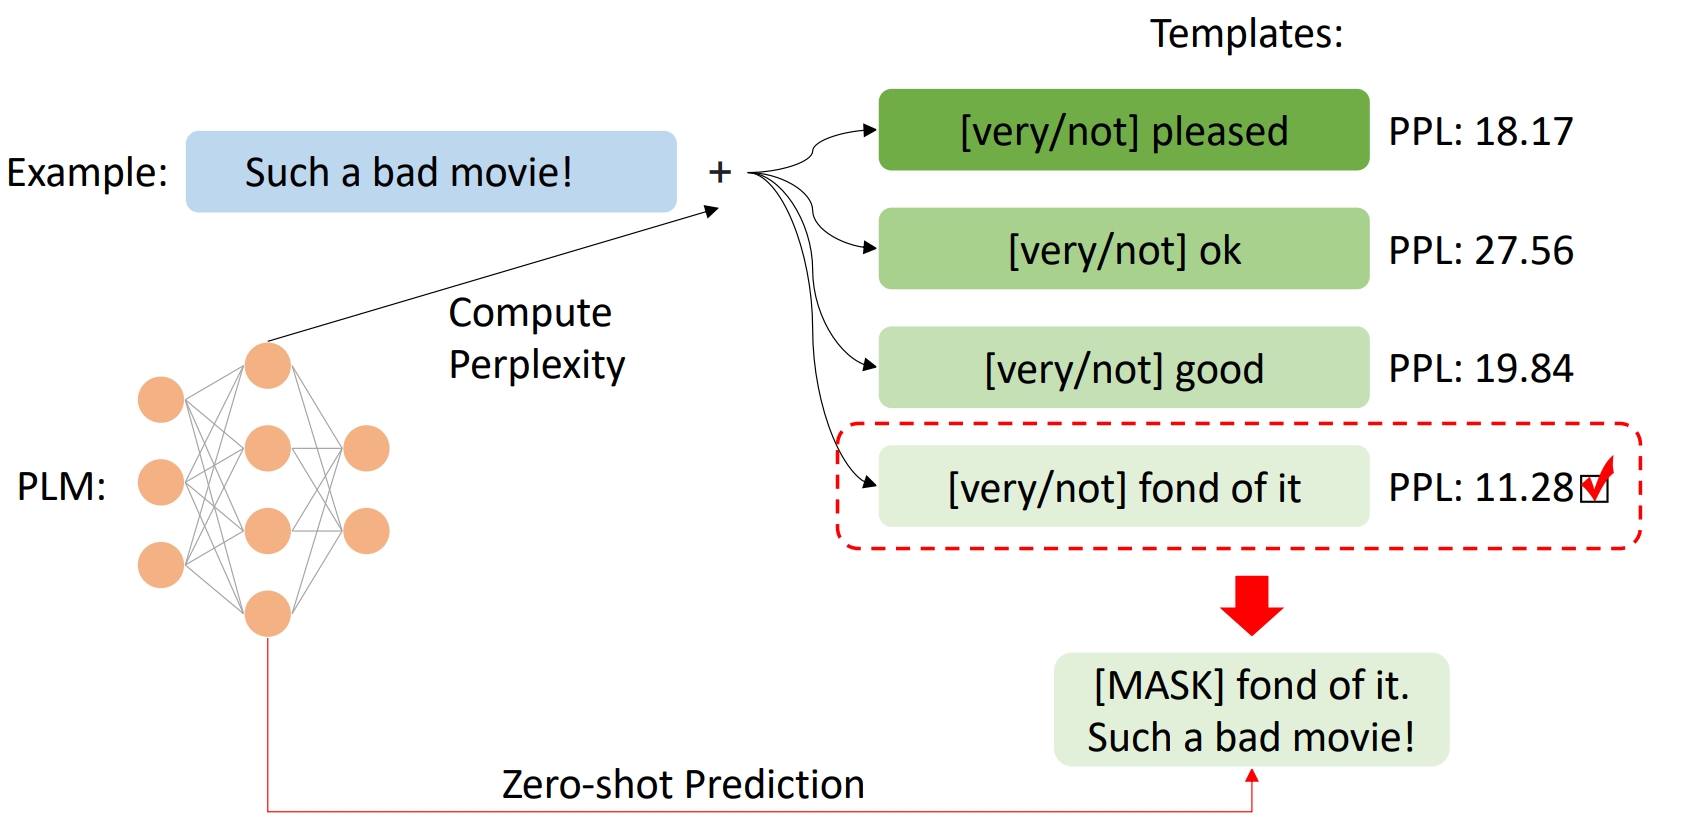 Templates:
Example:
Such a bad movie!
+
[very/not] pleased
PPL: 18.17
[very/not] ok
PPL: 27.56
Compute
Perplexity
[very/not] good
PPL: 19.84
PLM:
[very/not] fond of it
PPL: 11.28
[MASK] fond of it.
Such a bad movie!
Zero-shot Prediction